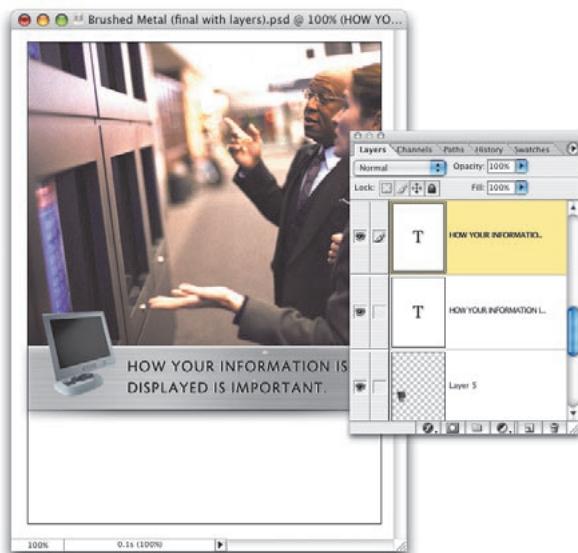 Brushed Metal (final with layers).psd @ 100% (HOW YO...
HOW YOUR INFORMATION IS
DISPLAYED IS IMPORTANT.
100%
0.1s (100%)
Layers
Channels
Paths
History
Swatches
Normal
Opacity: 100%
Lock:
Fill: 100%
T
HOW YOUR INFORMATIO...
T
HOW YOUR INFORMATION I...
Layer 5